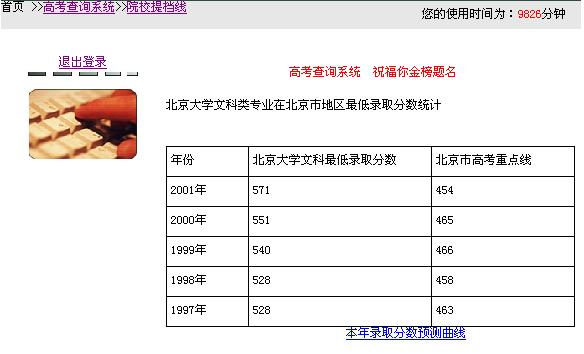 首页 >>高考查询系统>>院校提档线
您的使用时间为：9826分钟
退出登录
高考查询系统 祝福你金榜题名
北京大学文科类专业在北京市地区最低录取分数统计
年份 北京大学文科最低录取分数 北京市高考重点线
2001年 571 454
2000年 551 465
1999年 540 466
1998年 528 458
1997年 528 463
本年录取分数预测曲线